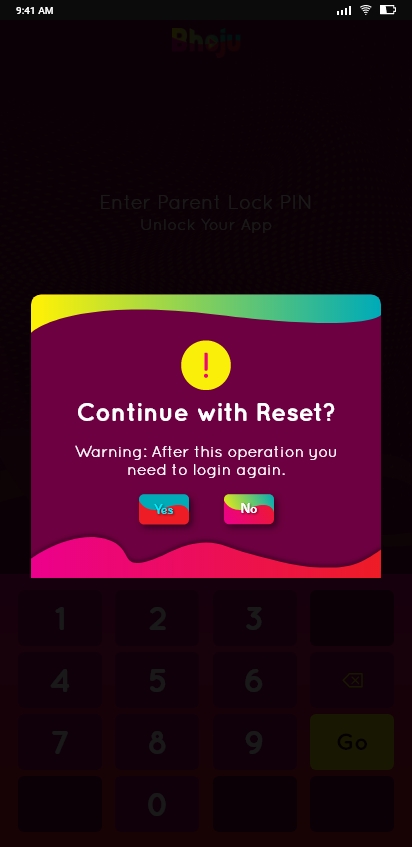 9:41 AM
Bhoju
Enter Parent Lock PIN
Unlock Your App
!
Continue with Reset?
Warning: After this operation you
need to login again.
Yes No
1 2 3
4 5 6
7 8 9 Go
0